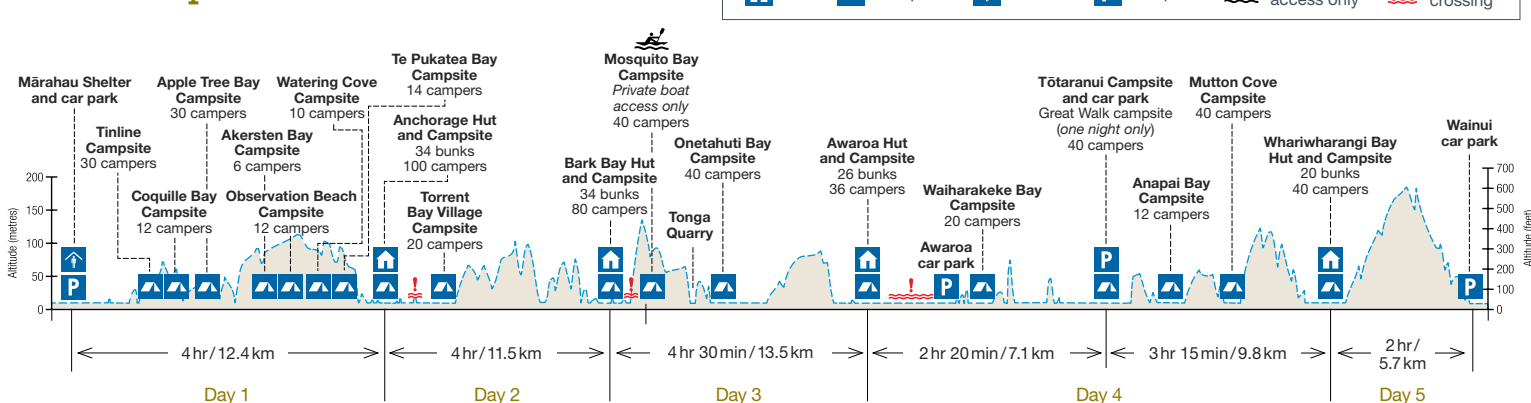 access only
crossing
Mārahau Shelter
and car park
Tinline
Campsite
30 campers
Coquille Bay
Campsite
12 campers
Apple Tree Bay
Campsite
30 campers
Akersten Bay
Campsite
6 campers
Observation Beach
Campsite
12 campers
Watering Cove
Campsite
10 campers
Te Pukatea Bay
Campsite
14 campers
Anchorage Hut
and Campsite
34 bunks
100 campers
Torrent
Bay Village
Campsite
20 campers
Bark Bay Hut
and Campsite
34 bunks
80 campers
Mosquito Bay
Campsite
Private boat
access only
40 campers
Tonga
Quarry
Onetahuti Bay
Campsite
40 campers
Awaroa Hut
and Campsite
26 bunks
36 campers
Awaroa
car park
Waiharakeke Bay
Campsite
20 campers
Tōtaranui Campsite
and car park
Great Walk campsite
(one night only)
40 campers
Anapai Bay
Campsite
12 campers
Mutton Cove
Campsite
40 campers
Whariwharangi Bay
Hut and Campsite
20 bunks
40 campers
Wainui
car park
Altitude (metres)
200
150
100
50
0
P
!
!
!
P
P
P
700
600
500
400
300
200
100
0
Altitude (feet)
4 hr/12.4 km
4 hr/11.5 km
4 hr 30 min/13.5 km
2 hr 20 min/7.1 km
3 hr 15 min/9.8 km
2 hr/
5.7 km
Day 1
Day 2
Day 3
Day 4
Day 5